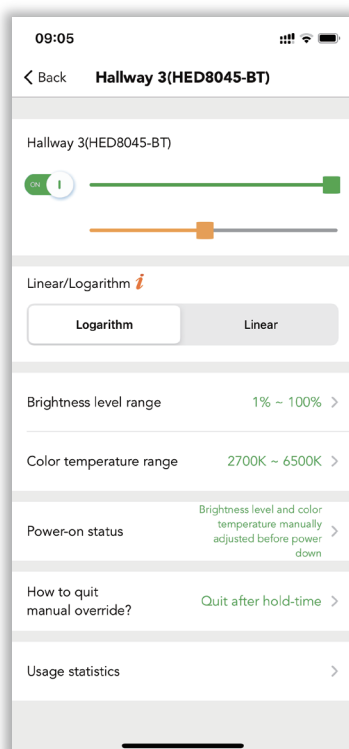 09:05
Back Hallway 3(HED8045-BT)
Hallway 3(HED8045-BT)
ON
Linear/Logarithm i
Logarithm Linear
Brightness level range 1% ~ 100%
Color temperature range 2700K ~ 6500K
Power-on status
Brightness level and color
temperature manually
adjusted before power
down
How to quit
manual override?
Quit after hold-time
Usage statistics